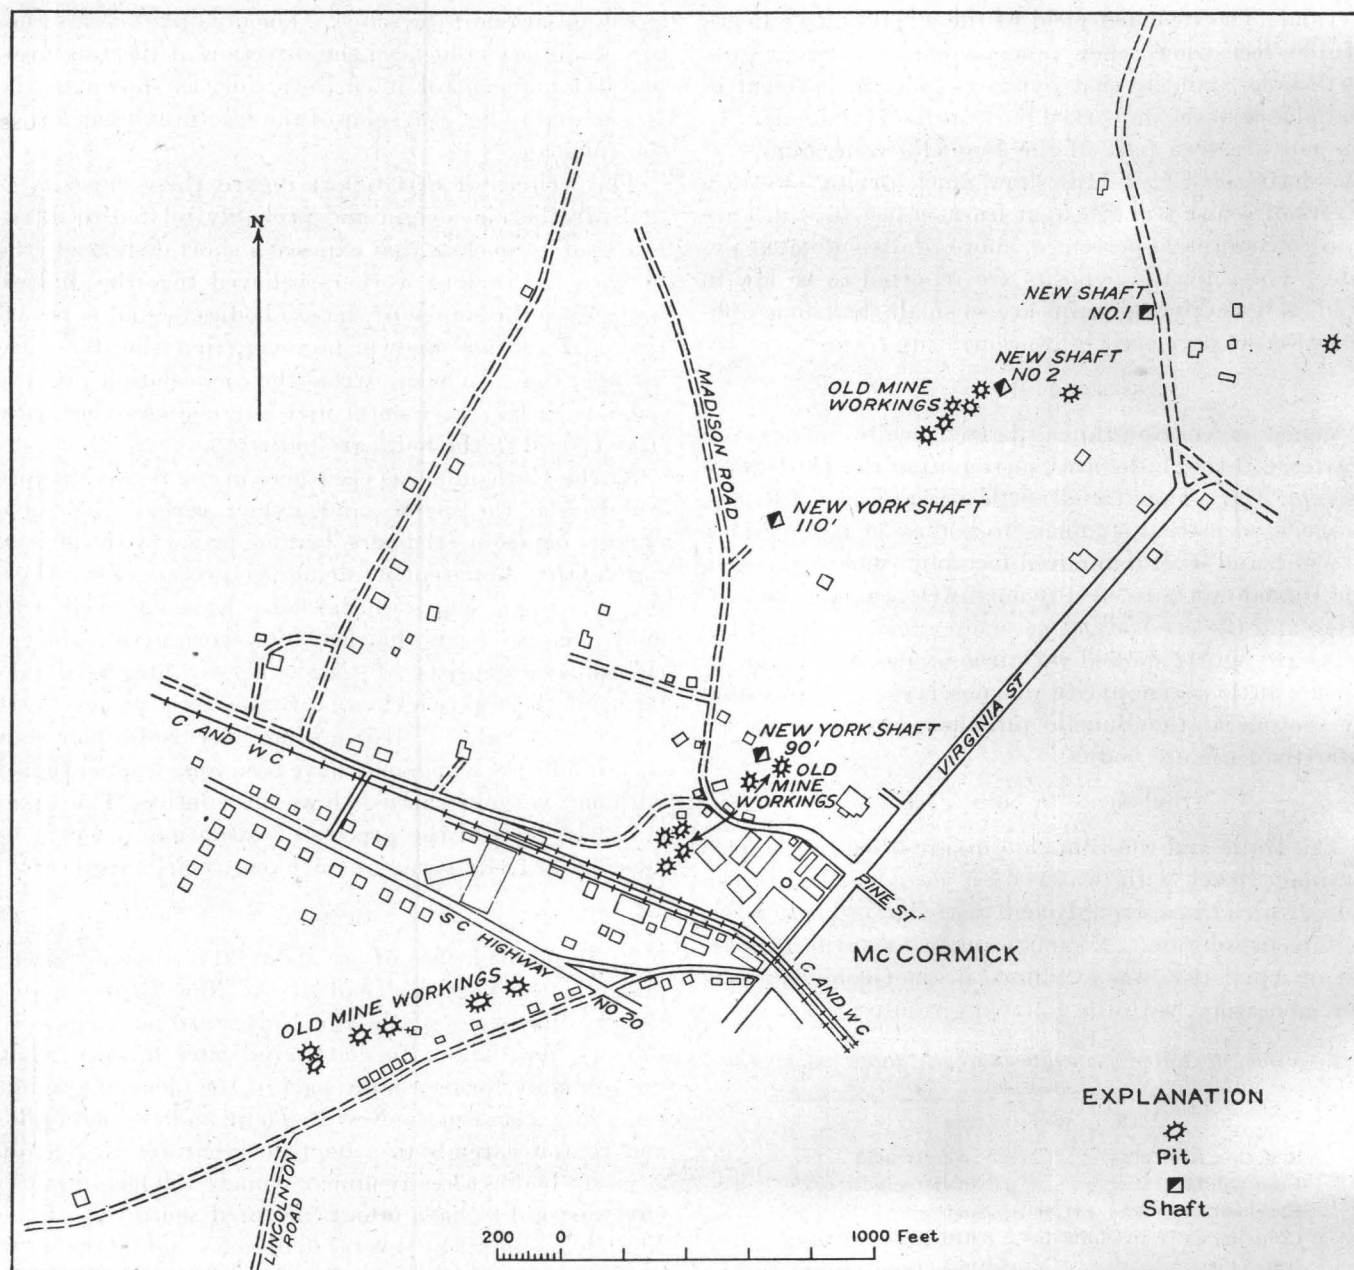 N
NEW SHAFT
NO.1
NEW SHAFT
NO 2
OLD MINE
WORKINGS
MADISON ROAD
NEW YORK SHAFT
110'
VIRGINIA ST
C AND W C
NEW YORK SHAFT
90'
OLD
MINE
WORKINGS
PINE ST
S C HIGHWAY
NO 20
McCORMICK
C AND W C
OLD MINE WORKINGS
LINCOLNTON
ROAD
EXPLANATION
Pit
Shaft
200 0 1000 Feet